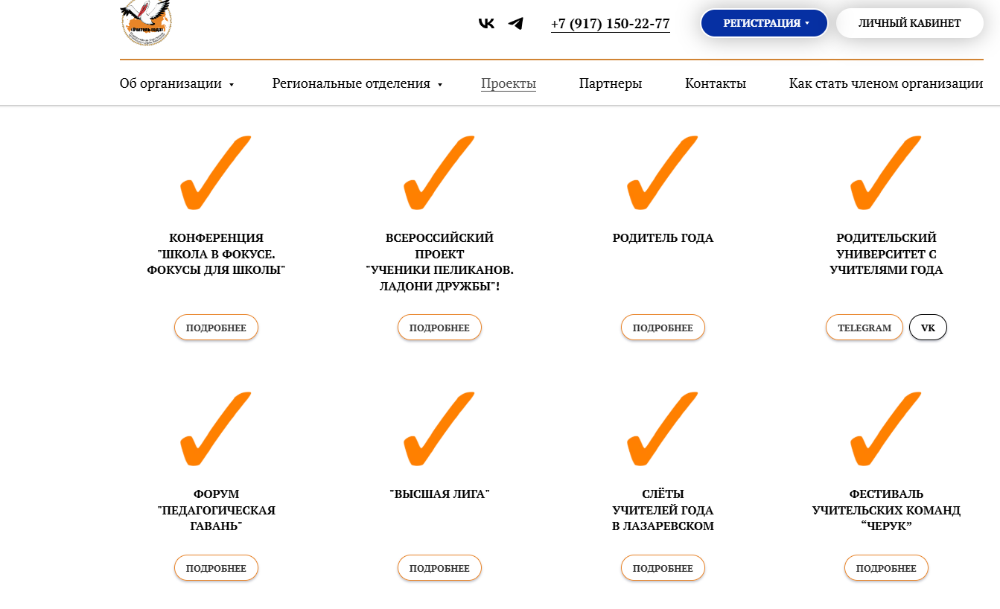 УЧИТЕЛЬ ГОДА
+7 (917) 150-22-77
РЕГИСТРАЦИЯ
ЛИЧНЫЙ КАБИНЕТ
Об организации
Региональные отделения
Проекты
Партнеры
Контакты
Как стать членом организации
КОНФЕРЕНЦИЯ
"ШКОЛА В ФОКУСЕ.
ФОКУСЫ ДЛЯ ШКОЛЫ"
ПОДРОБНЕЕ
ВСЕРОССИЙСКИЙ
ПРОЕКТ
"УЧЕНИКИ ПЕЛИКАНОВ.
ЛАДОНИ ДРУЖБЫ"!
ПОДРОБНЕЕ
РОДИТЕЛЬ ГОДА
ПОДРОБНЕЕ
РОДИТЕЛЬСКИЙ
УНИВЕРСИТЕТ С
УЧИТЕЛЯМИ ГОДА
TELEGRAM
VK
ФОРУМ
"ПЕДАГОГИЧЕСКАЯ
ГАВАНЬ"
ПОДРОБНЕЕ
"ВЫСШАЯ ЛИГА"
ПОДРОБНЕЕ
СЛЁТЫ
УЧИТЕЛЕЙ ГОДА
В ЛАЗАРЕВСКОМ
ПОДРОБНЕЕ
ФЕСТИВАЛЬ
УЧИТЕЛЬСКИХ КОМАНД
“ЧЕРУК”
ПОДРОБНЕЕ